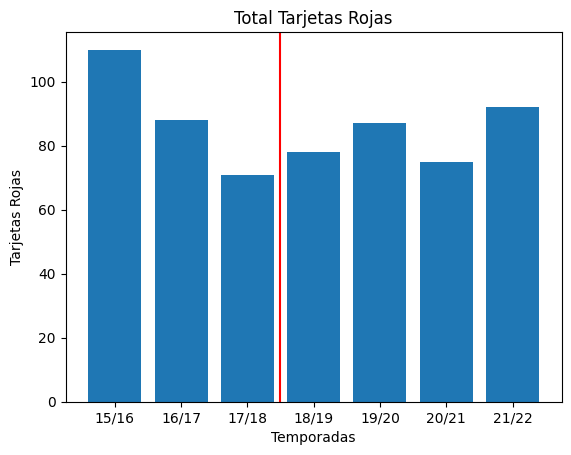 Total Tarjetas Rojas
Tarjetas Rojas
100
80
60
40
20
0
15/16 16/17 17/18 18/19 19/20 20/21 21/22
Temporadas